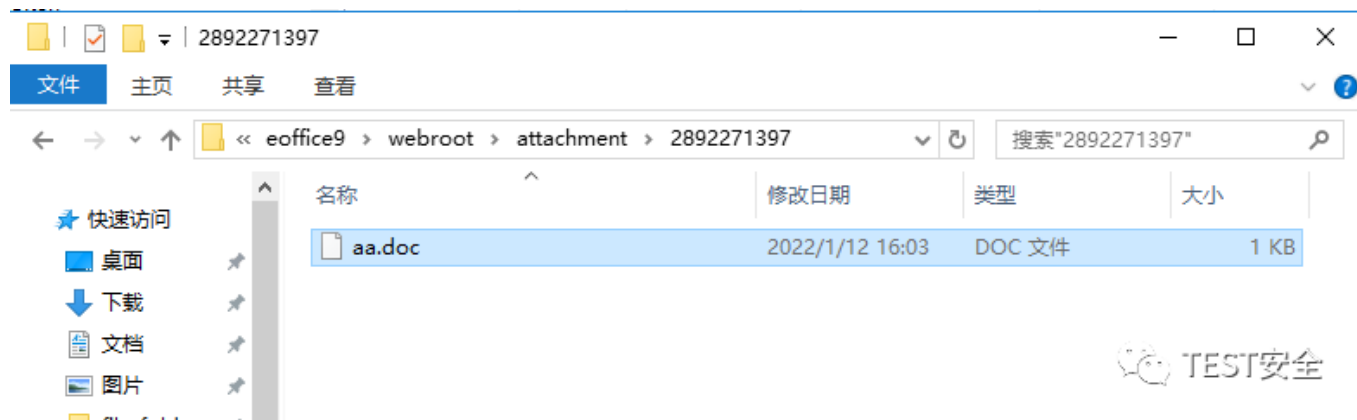 2892271397
文件 主页 共享 查看
« eoffice9 › webroot › attachment › 2892271397 搜索"2892271397"
名称 修改日期 类型 大小
快速访问
aa.doc 2022/1/12 16:03 DOC 文件 1 KB
桌面
下载
文档
TEST安全
图片